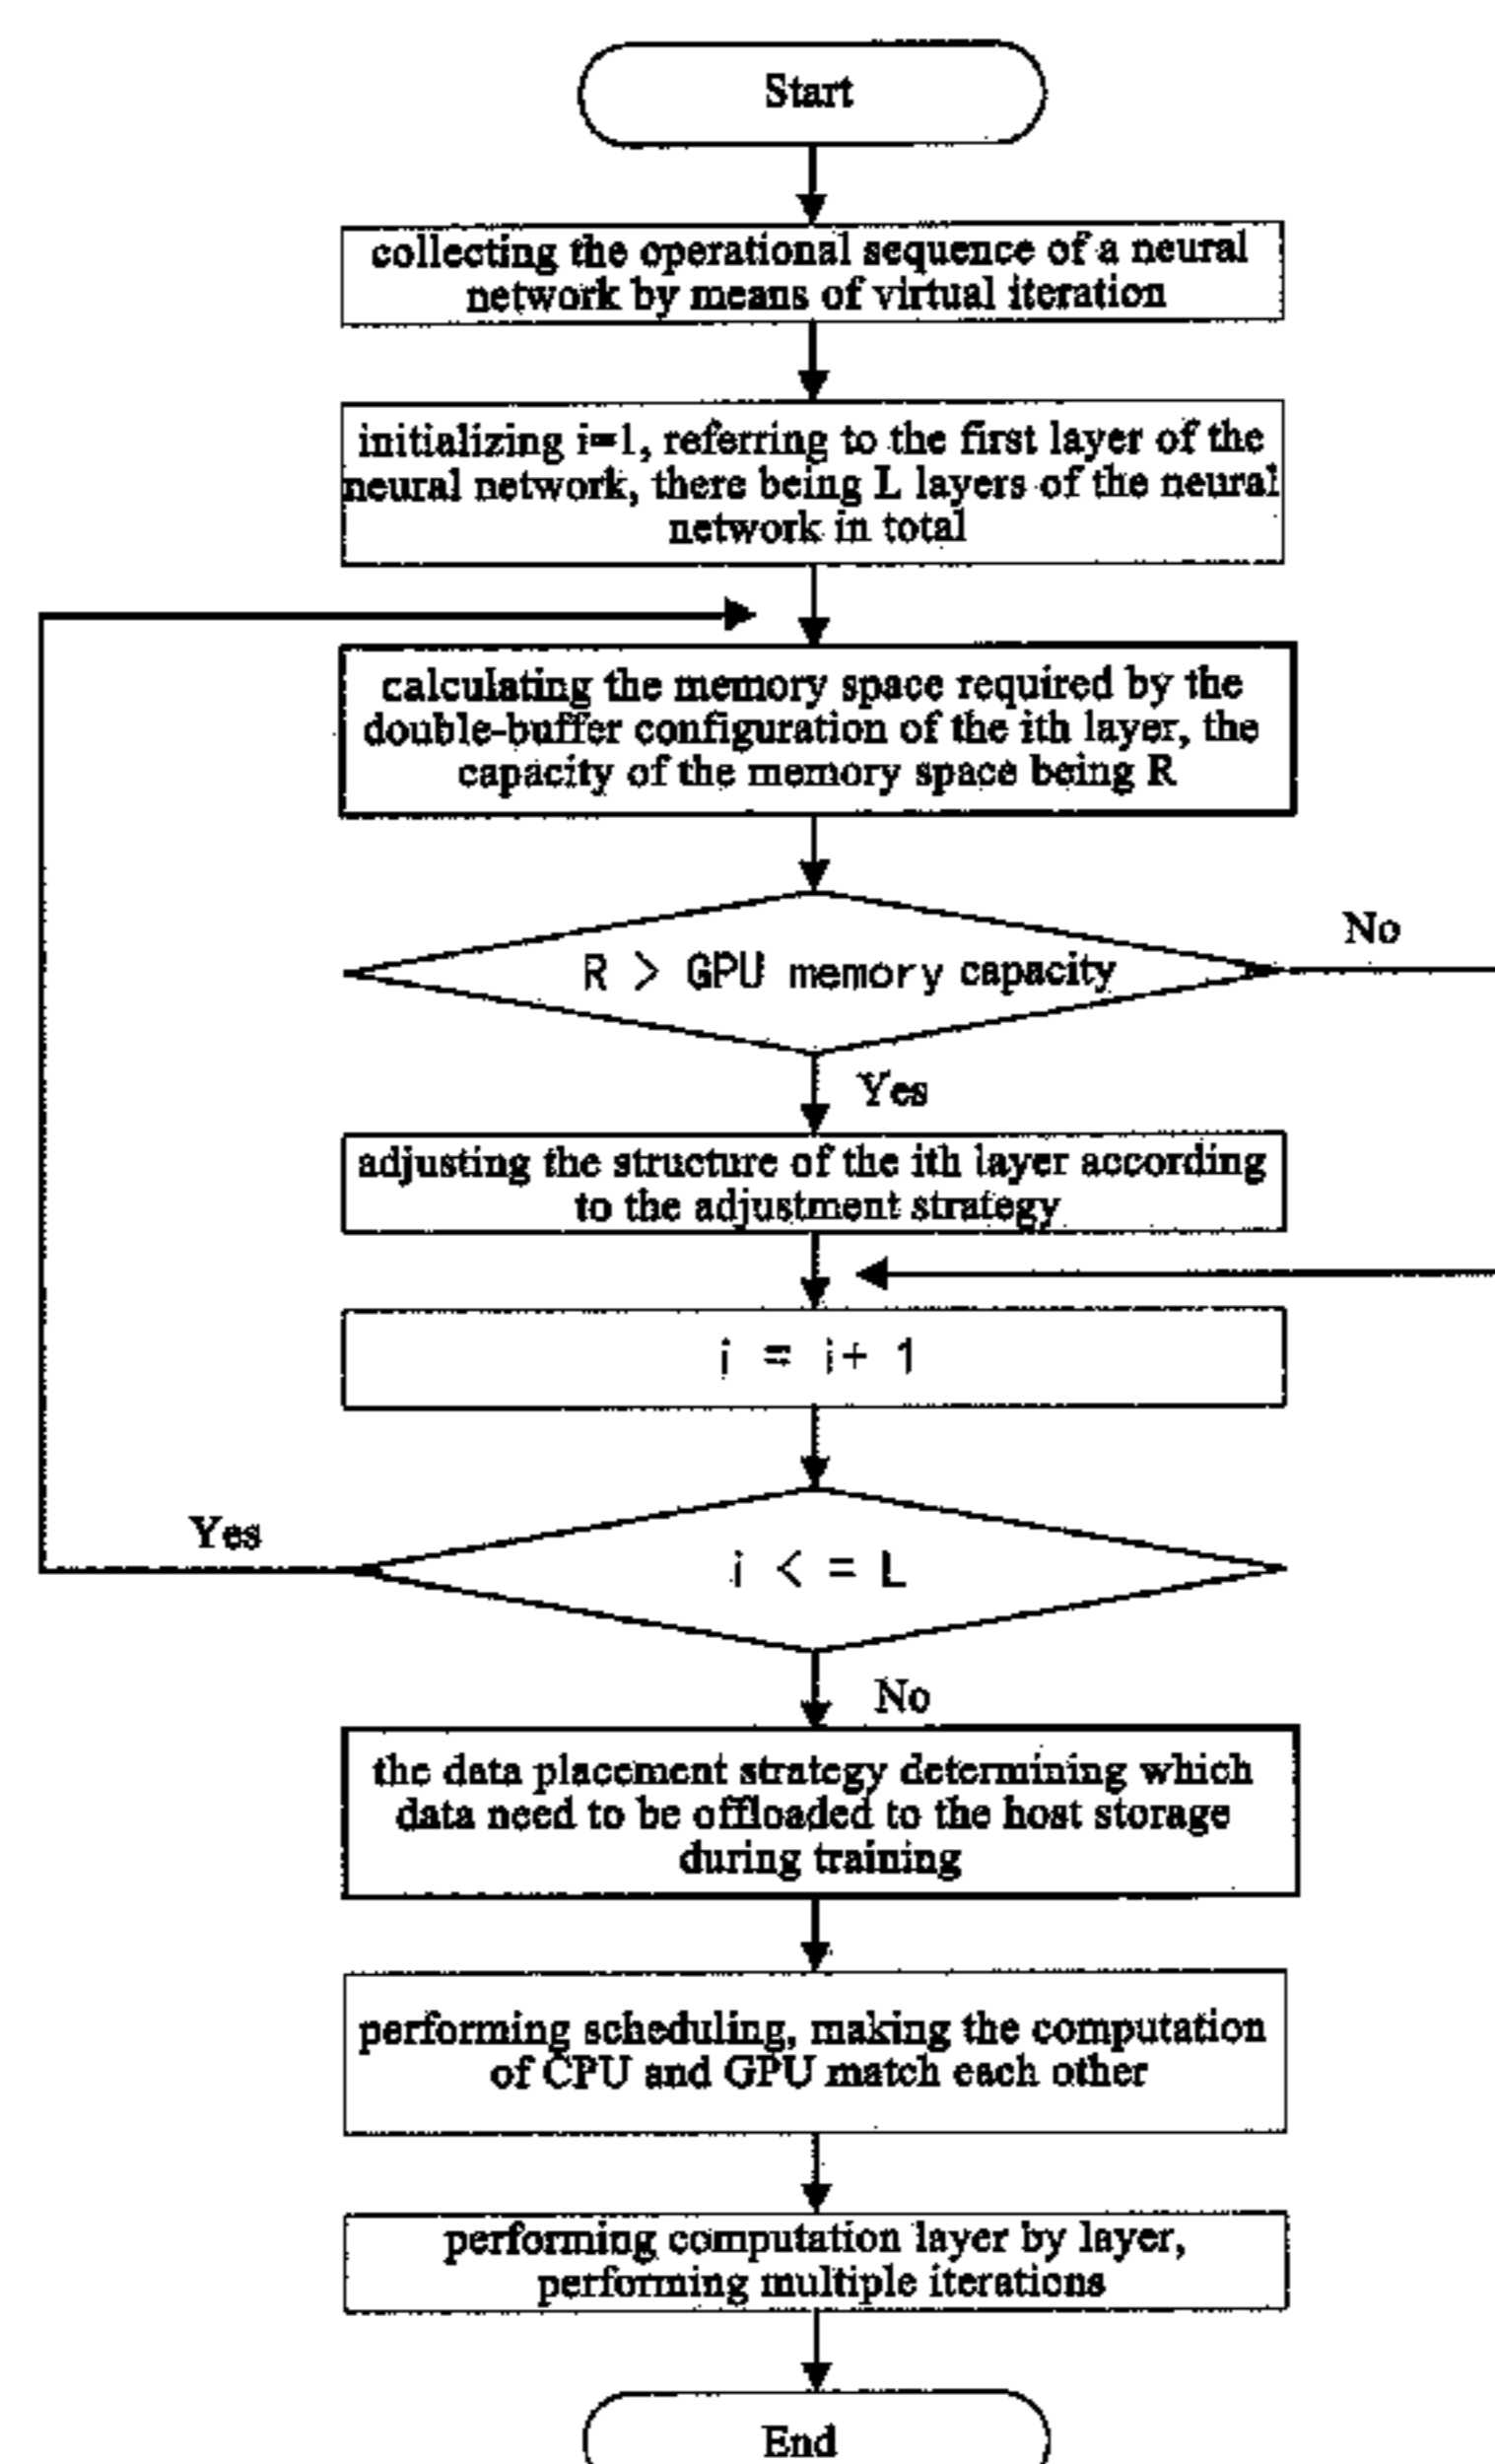 Start
collecting the operational sequence of a neural
network by means of virtual iteration
initializing i=1, referring to the first layer of the
neural network, there being L layers of the neural
network in total
calculating the memory space required by the
double-buffer configuration of the ith layer, the
capacity of the memory space being R
No
R > GPU memory capacity
Yes
adjusting the structure of the ith layer according
to the adjustment strategy
i = i+ 1
Yes
i < = L
No
the data placement strategy determining which
data need to be offloaded to the host storage
during training
performing scheduling, making the computation
of CPU and GPU match each other
performing computation layer by layer,
performing multiple iterations
End